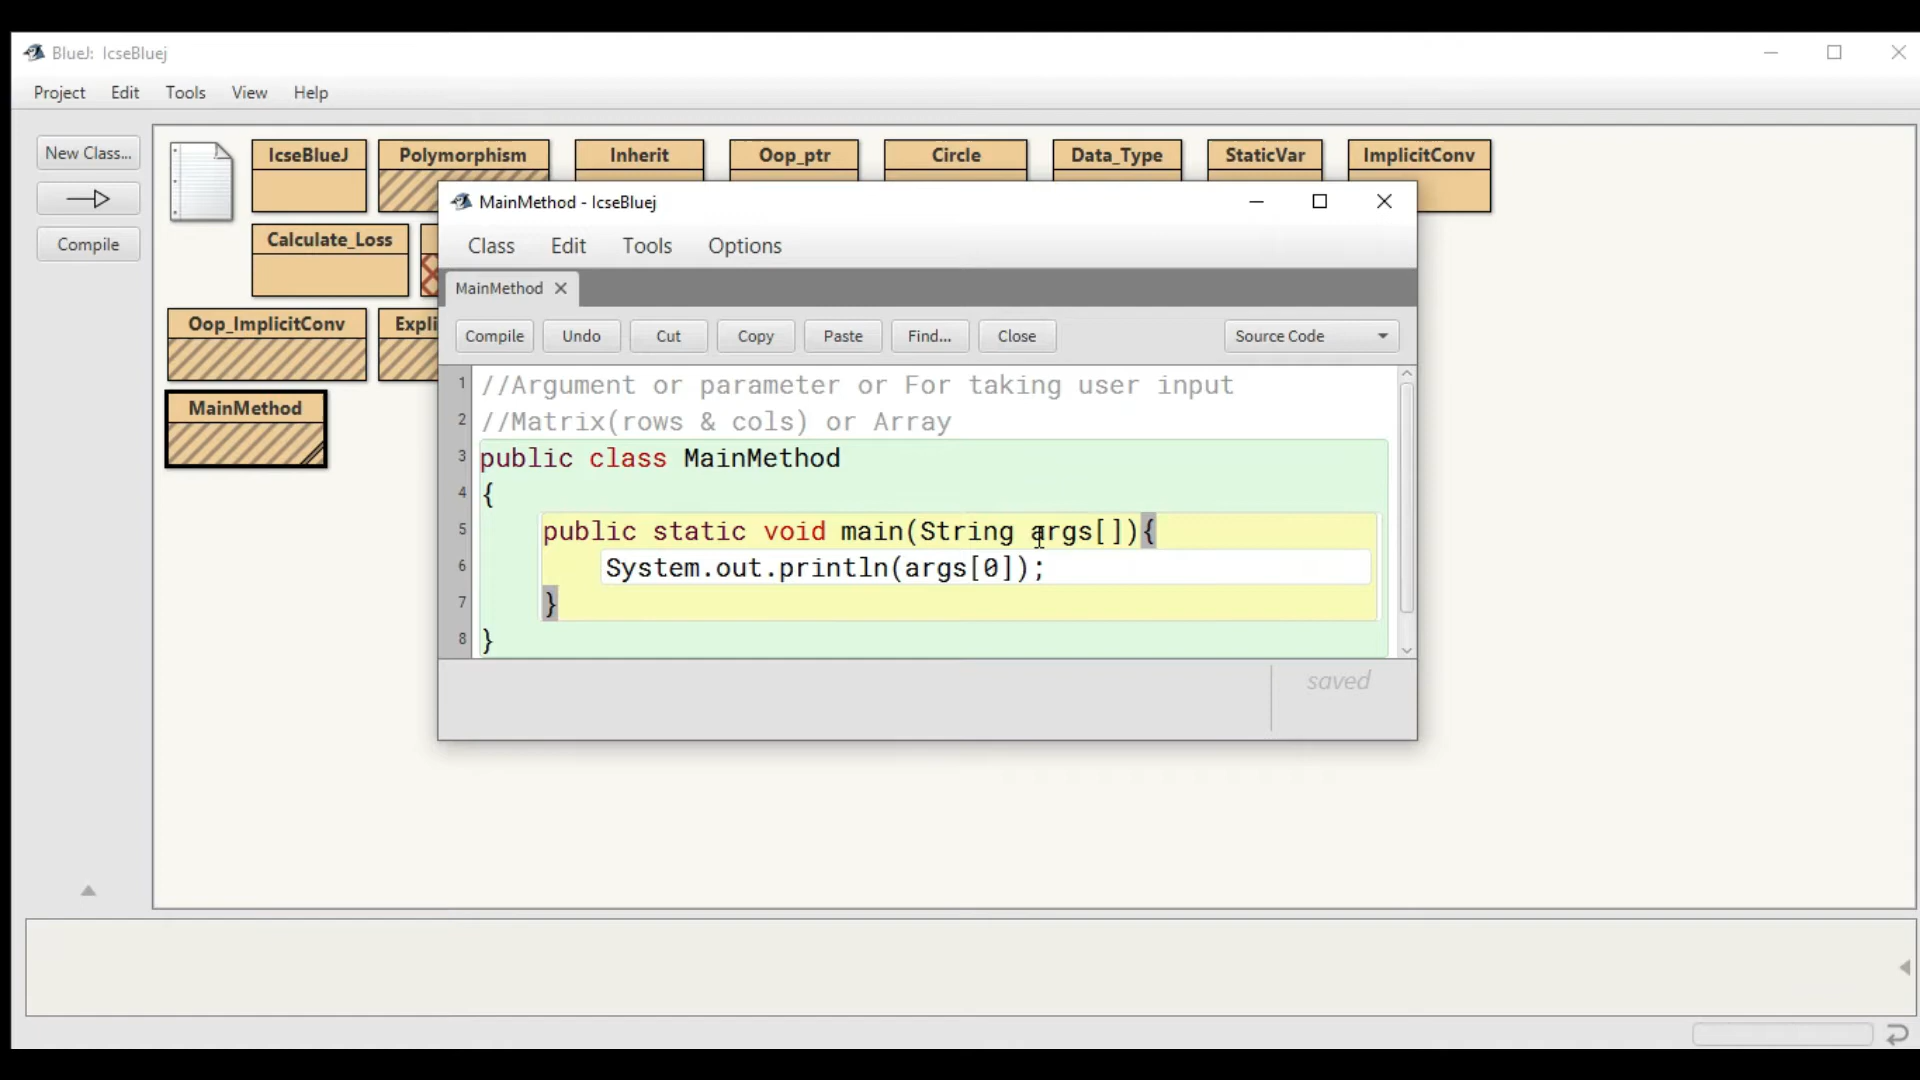 BlueJ: IcseBluej
Project Edit Tools View Help
New Class...
Compile
IcseBlueJ Polymorphism Inherit Oop_ptr Circle Data_Type StaticVar ImplicitConv
Calculate_Loss
Oop_ImplicitConv
MainMethod
MainMethod - IcseBluej
Class Edit Tools Options
MainMethod
Compile Undo Cut Copy Paste Find... Close Source Code
1 //Argument or parameter or For taking user input
2 //Matrix(rows & cols) or Array
3 public class MainMethod
4 {
5 public static void main(String args[]){
6 System.out.println(args[0]);
7 }
8 }
saved